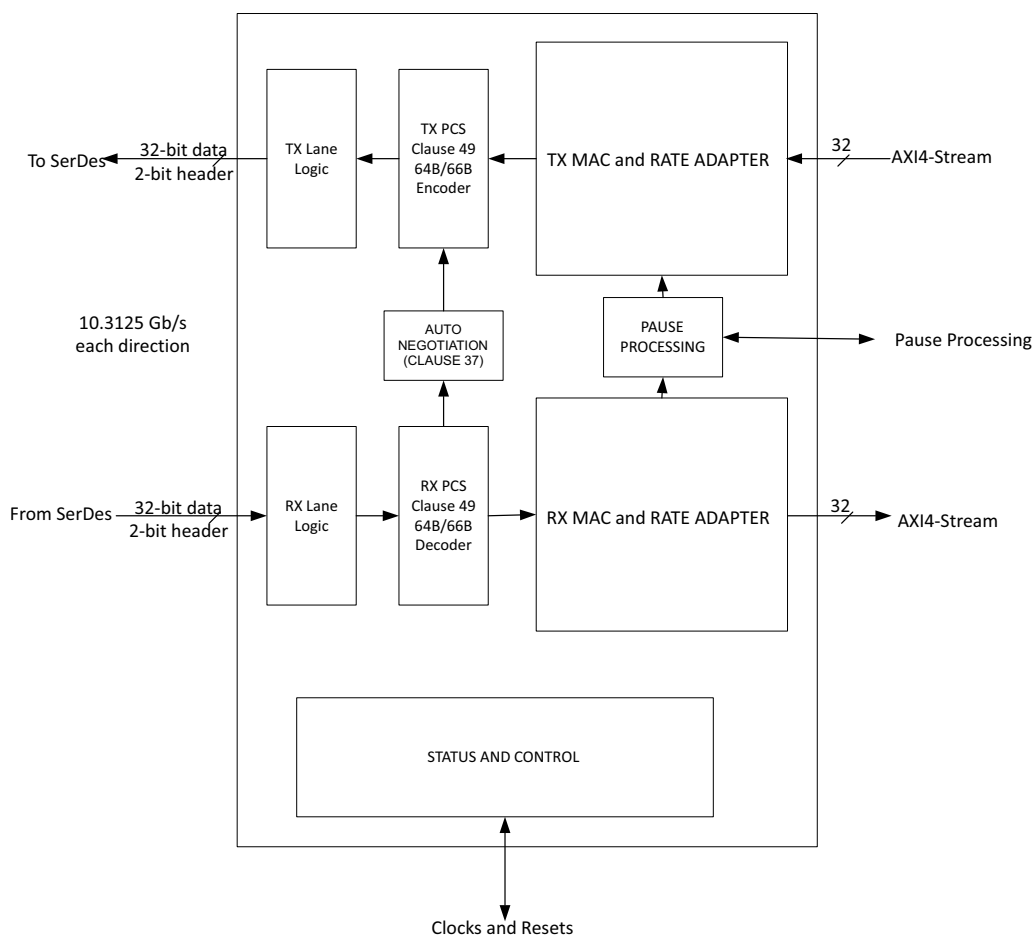 To SerDes
32-bit data
2-bit header
TX Lane
Logic
TX PCS
Clause 49
64B/66B
Encoder
TX MAC and RATE ADAPTER
32
AXI4-Stream
10.3125 Gb/s
each direction
AUTO
NEGOTIATION
(CLAUSE 37)
PAUSE
PROCESSING
Pause Processing
From SerDes
32-bit data
2-bit header
RX Lane
Logic
RX PCS
Clause 49
64B/66B
Decoder
RX MAC and RATE ADAPTER
32
AXI4-Stream
STATUS AND CONTROL
Clocks and Resets